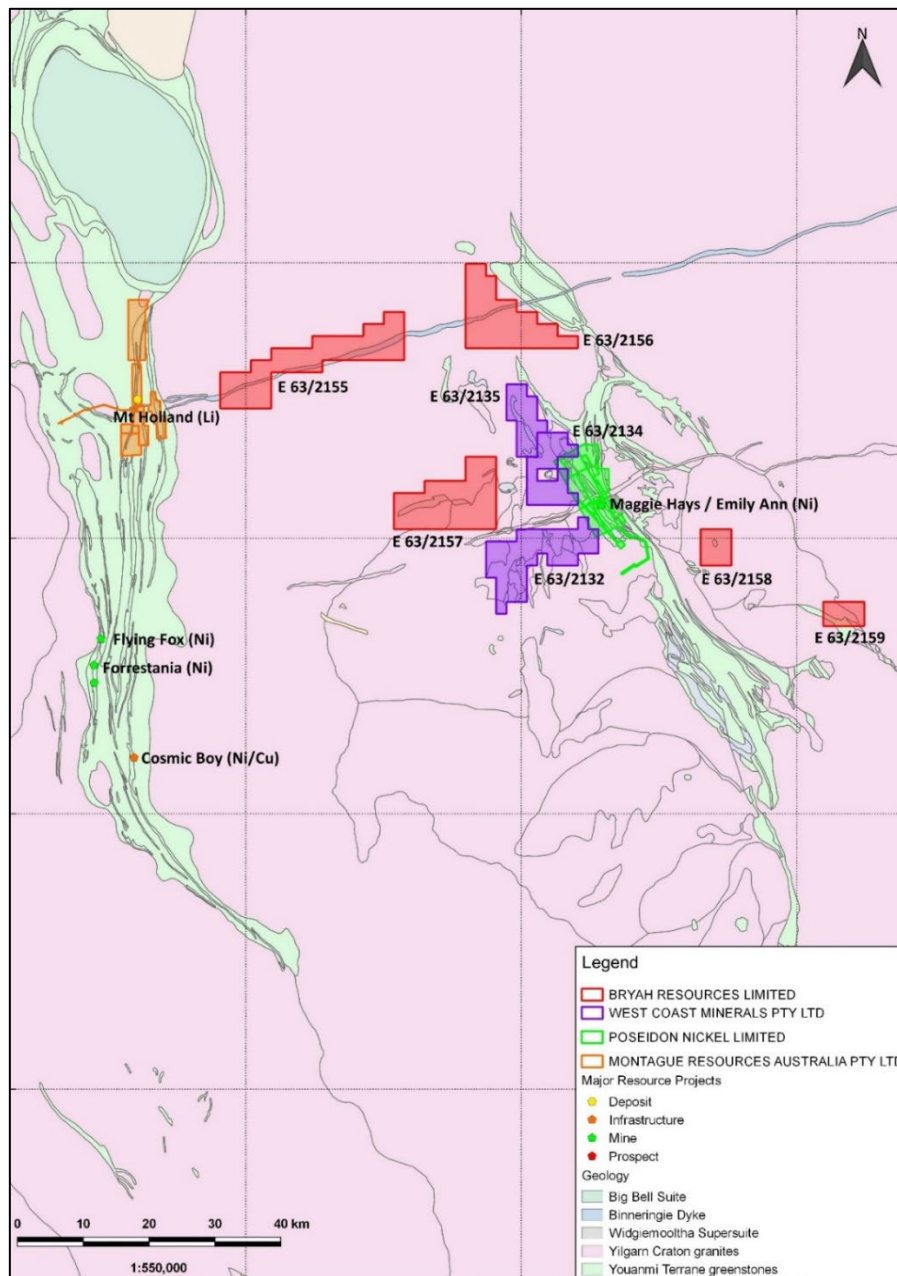 N
E 63/2156
E 63/2155
E 63/2135
Mt Holland (Li)
E 63/2134
Maggie Hays / Emily Ann (Ni)
E 63/2157
E 63/2132
E 63/2158
E 63/2159
Flying Fox (Ni)
Forrestania (Ni)
Cosmic Boy (Ni/Cu)
Legend
BRYAH RESOURCES LIMITED
WEST COAST MINERALS PTY LTD
POSEIDON NICKEL LIMITED
MONTAGUE RESOURCES AUSTRALIA PTY LTD
Major Resource Projects
Deposit
Infrastructure
Mine
Prospect
Geology
Big Bell Suite
Binneringie Dyke
Widgiemooltha Supersuite
Yilgarn Craton granites
Youanmi Terrane greenstones
0 10 20 30 40 km
1:550,000